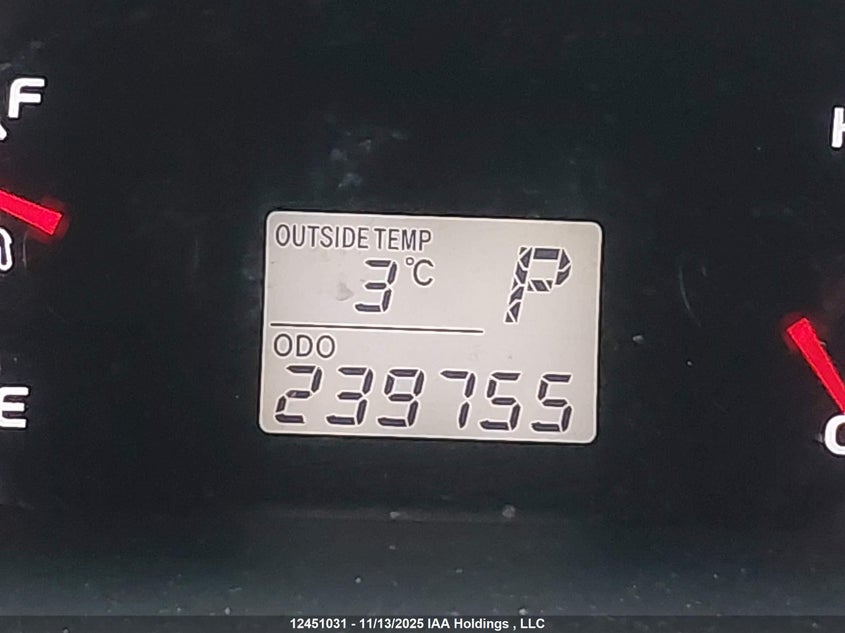 F
H
OUTSIDE TEMP
3°C P
ODO
239755
E
C
12451031 - 11/13/2025 IAA Holdings , LLC